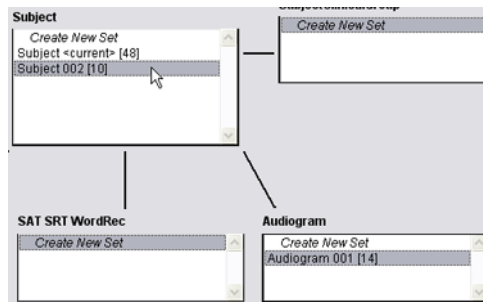 Subject
Create New Set
Subject <current> [48]
Subject 002 [10]
Create New Set
SAT SRT WordRec
Create New Set
Audiogram
Create New Set
Audiogram 001 [14]